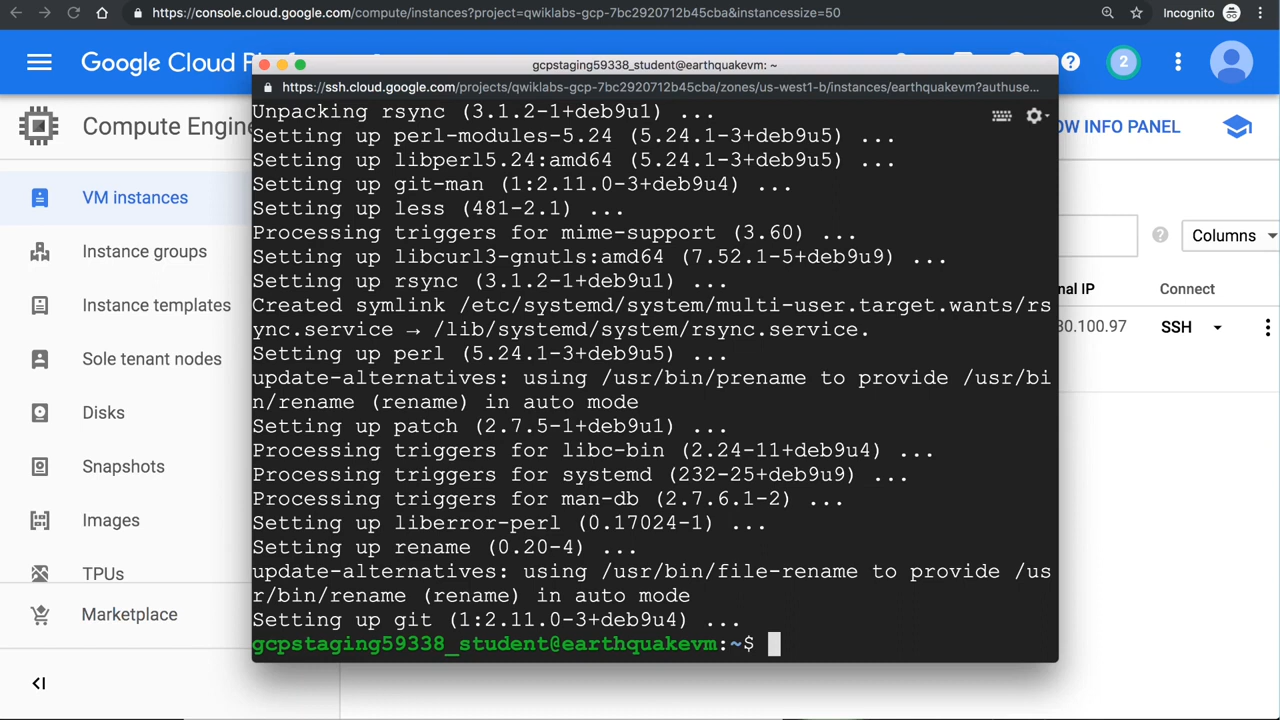 https://console.cloud.google.com/compute/instances?project=qwiklabs-gcp-7bc2920712b45cba&instancessize=50
Incognito
Google Cloud
2
gcpstaging59338_student@earthquakevm: ~
https://ssh.cloud.google.com/projects/qwiklabs-gcp-7bc2920712b45cba/zones/us-west1-b/instances/earthquakevm?authuse...
Compute Engine
OW INFO PANEL
VM instances
Instance groups
Instance templates
Sole tenant nodes
Disks
Snapshots
Images
TPUs
Marketplace
Columns
nal IP
Connect
30.100.97
SSH
Unpacking rsync (3.1.2-1+deb9u1) ...
Setting up perl-modules-5.24 (5.24.1-3+deb9u5) ...
Setting up libperl5.24:amd64 (5.24.1-3+deb9u5) ...
Setting up git-man (1:2.11.0-3+deb9u4) ...
Setting up less (481-2.1) ...
Processing triggers for mime-support (3.60) ...
Setting up libcurl3-gnutls:amd64 (7.52.1-5+deb9u9) ...
Setting up rsync (3.1.2-1+deb9u1) ...
Created symlink /etc/systemd/system/multi-user.target.wants/rs
ync.service → /lib/systemd/system/rsync.service.
Setting up perl (5.24.1-3+deb9u5) ...
update-alternatives: using /usr/bin/prename to provide /usr/bi
n/rename (rename) in auto mode
Setting up patch (2.7.5-1+deb9u1) ...
Processing triggers for libc-bin (2.24-11+deb9u4) ...
Processing triggers for systemd (232-25+deb9u9) ...
Processing triggers for man-db (2.7.6.1-2) ...
Setting up liberror-perl (0.17024-1) ...
Setting up rename (0.20-4) ...
update-alternatives: using /usr/bin/file-rename to provide /us
r/bin/rename (rename) in auto mode
Setting up git (1:2.11.0-3+deb9u4) ...
gcpstaging59338_student@earthquakevm:~$